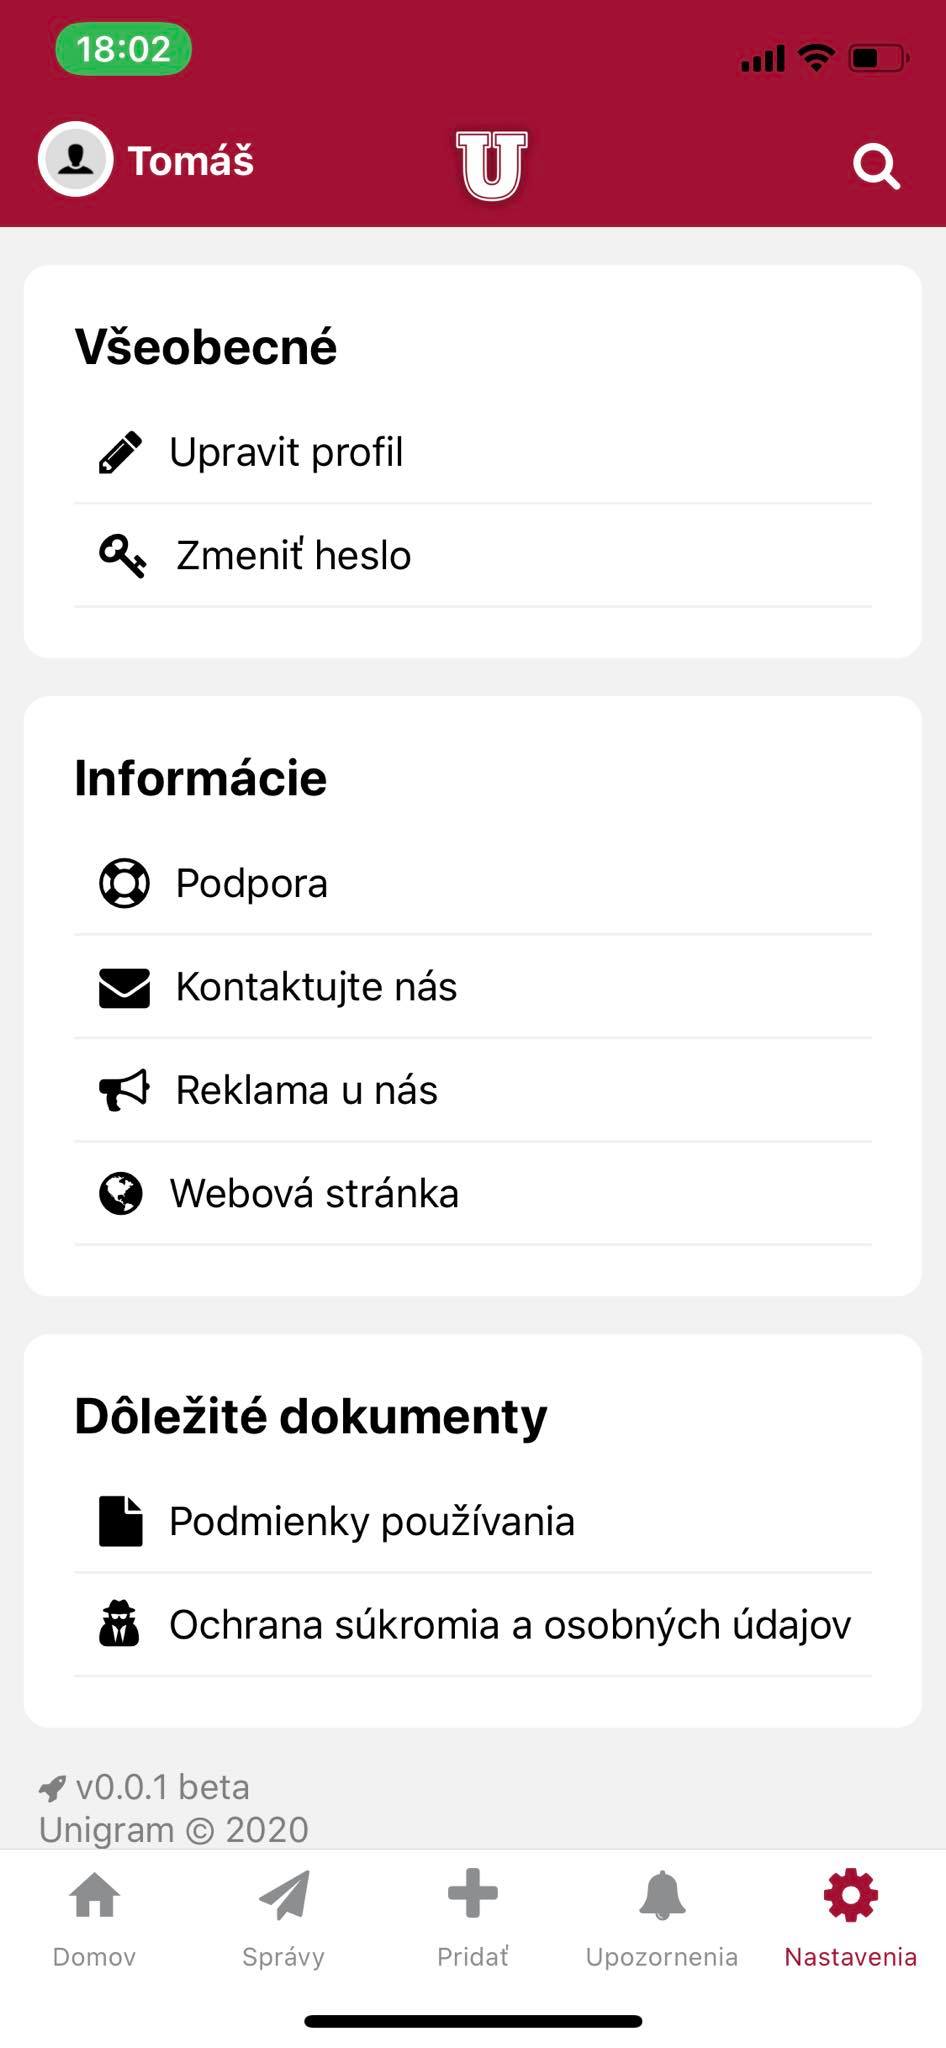 18:02
Tomáš
U
Všeobecné
Upravit profil
Zmeniť heslo
Informácie
Podpora
Kontaktujte nás
Reklama u nás
Webová stránka
Dôležité dokumenty
Podmienky používania
Ochrana súkromia a osobných údajov
v0.0.1 beta
Unigram © 2020
Domov
Správy
Pridať
Upozornenia
Nastavenia